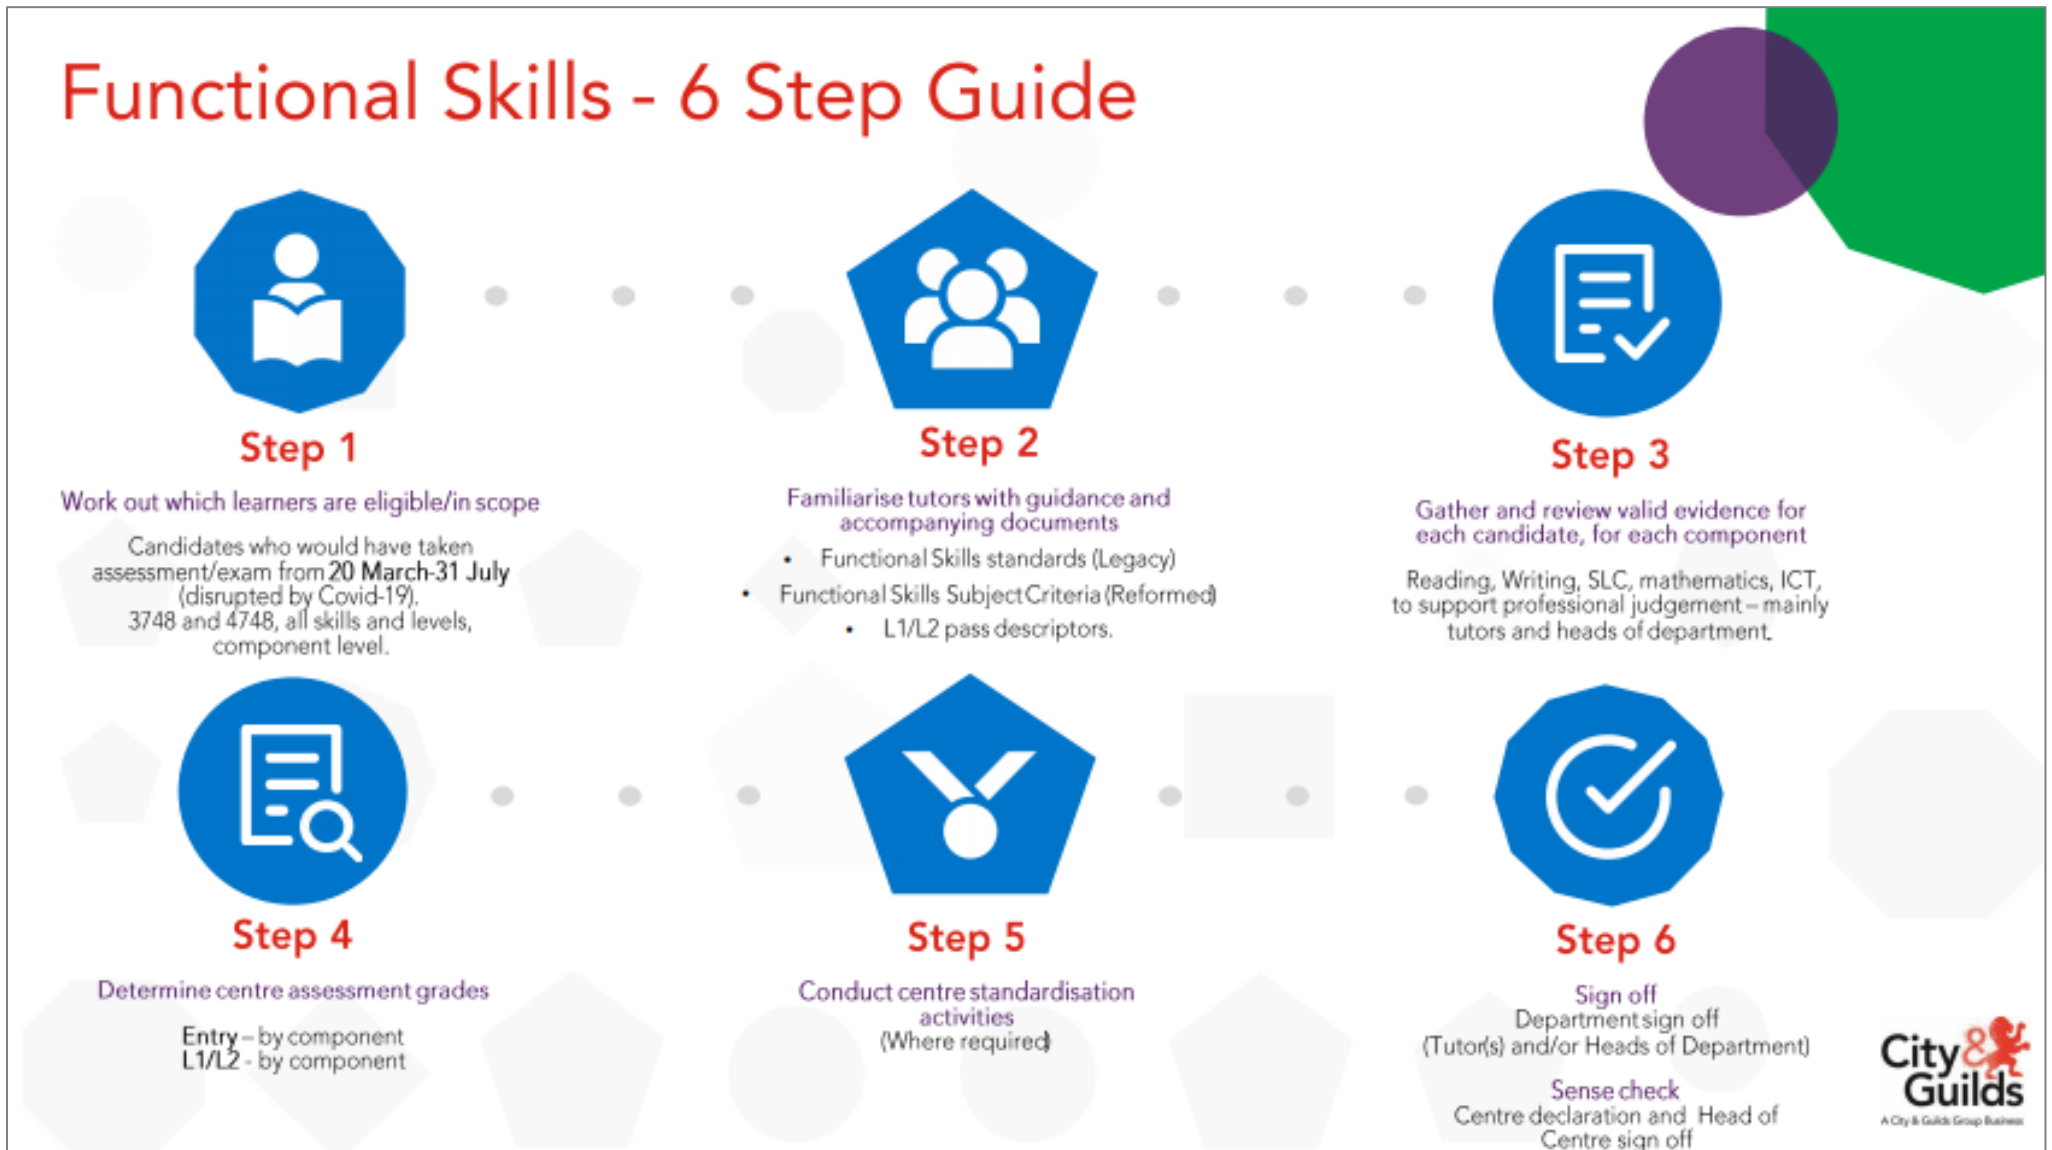 Functional Skills - 6 Step Guide
Step 1
Work out which learners are eligible/in scope
Candidates who would have taken
assessment/exam from 20 March-31 July
(disrupted by Covid-19).
3748 and 4748, all skills and levels,
component level.
Step 2
Familiarise tutors with guidance and
accompanying documents
• Functional Skills standards (Legacy)
• Functional Skills Subject Criteria (Reformed)
• L1/L2 pass descriptors.
Step 3
Gather and review valid evidence for
each candidate, for each component
Reading, Writing, SLC, mathematics, ICT,
to support professional judgement – mainly
tutors and heads of department.
Step 4
Determine centre assessment grades
Entry – by component
L1/L2 - by component
Step 5
Conduct centre standardisation
activities
(Where required)
Step 6
Sign off
Department sign off
(Tutor(s) and/or Heads of Department)
Sense check
Centre declaration and Head of
Centre sign off
City &
Guilds
A City & Guilds Group Business